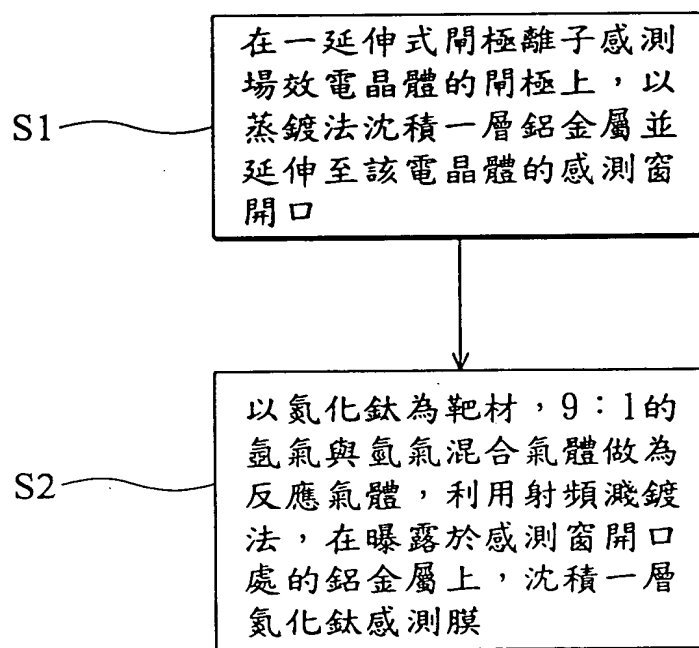 S1
在一延伸式閘極離子感測
場效電晶體的閘極上，以
蒸鍍法沈積一層鋁金屬並
延伸至該電晶體的感測窗
開口
S2
以氮化鈦為靶材，9：1的
氬氣與氫氣混合氣體做為
反應氣體，利用射頻濺鍍
法，在曝露於感測窗開口
處的鋁金屬上，沈積一層
氮化鈦感測膜